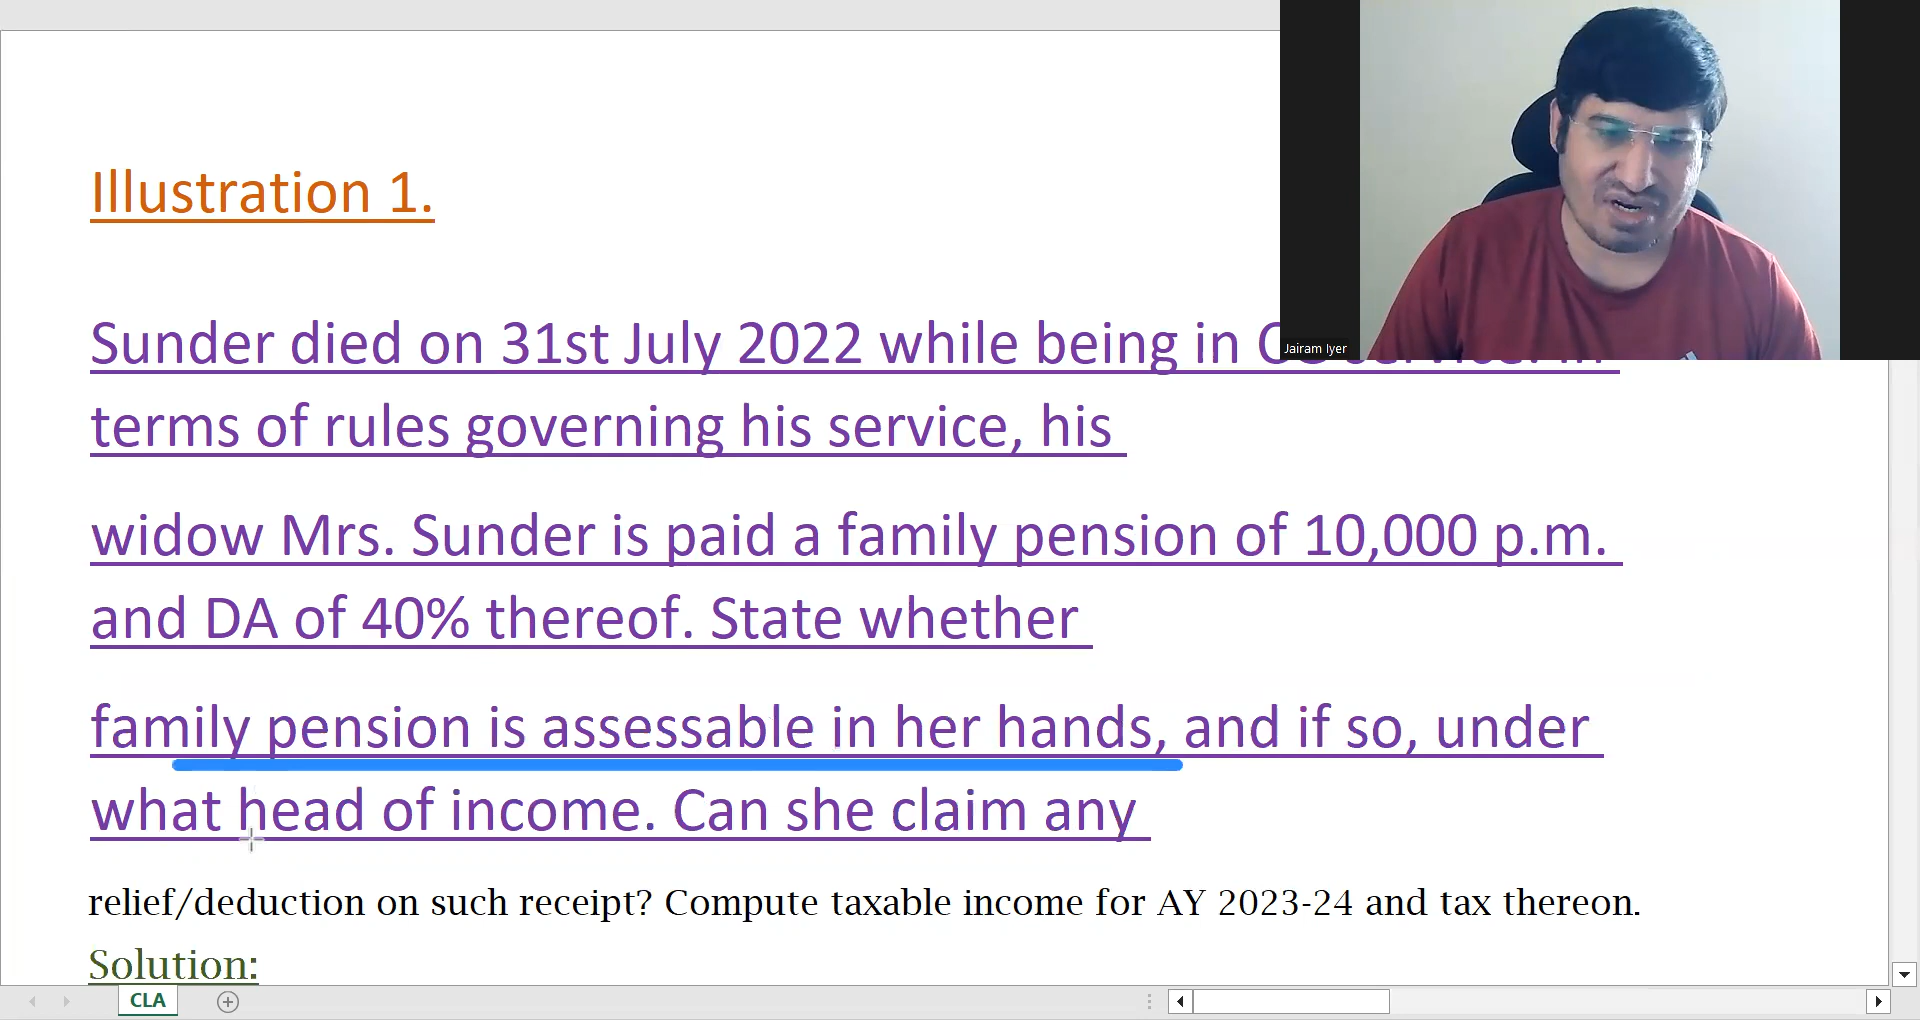 Illustration 1.
Jairam Iyer
Sunder died on 31st July 2022 while being in
terms of rules governing his service, his
widow Mrs. Sunder is paid a family pension of 10,000 p.m.
and DA of 40% thereof. State whether
family pension is assessable in her hands, and if so, under
what head of income. Can she claim any
relief/deduction on such receipt? Compute taxable income for AY 2023-24 and tax thereon.
Solution:
CLA